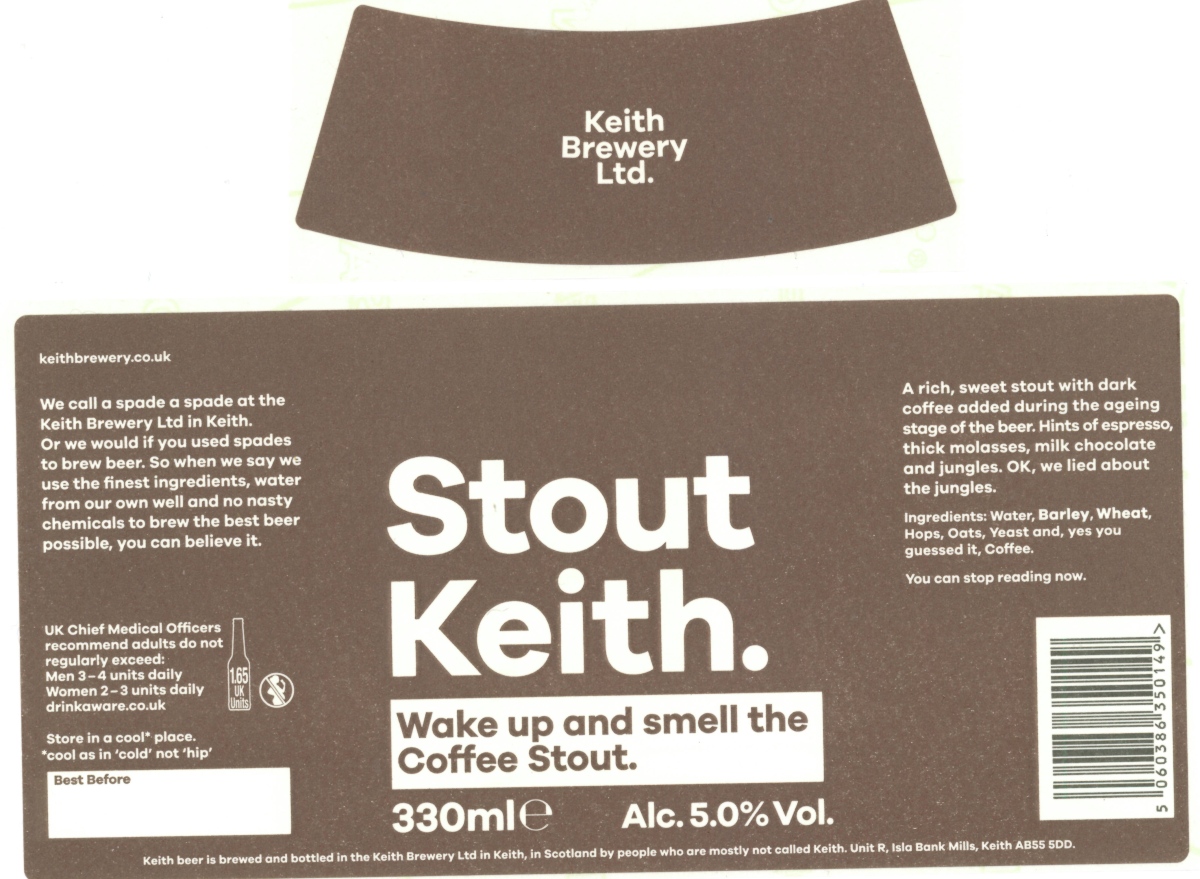 Keith
Brewery
Ltd.
keithbrewery.co.uk
We call a spade a spade at the
Keith Brewery Ltd in Keith.
Or we would if you used spades
to brew beer. So when we say we
use the finest ingredients, water
from our own well and no nasty
chemicals to brew the best beer
possible, you can believe it.
UK Chief Medical Officers
recommend adults do not
regularly exceed:
Men 3–4 units daily
Women 2–3 units daily
drinkaware.co.uk
1.65
UK
Units
Store in a cool* place.
*cool as in ‘cold’ not ‘hip’
Best Before
Stout
Keith.
Wake up and smell the
Coffee Stout.
330ml℮ Alc. 5.0% Vol.
A rich, sweet stout with dark
coffee added during the ageing
stage of the beer. Hints of espresso,
thick molasses, milk chocolate
and jungles. OK, we lied about
the jungles.
Ingredients: Water, Barley, Wheat,
Hops, Oats, Yeast and, yes you
guessed it, Coffee.
You can stop reading now.
5 060386 350149 >
Keith beer is brewed and bottled in the Keith Brewery Ltd in Keith, in Scotland by people who are mostly not called Keith. Unit R, Isla Bank Mills, Keith AB55 5DD.